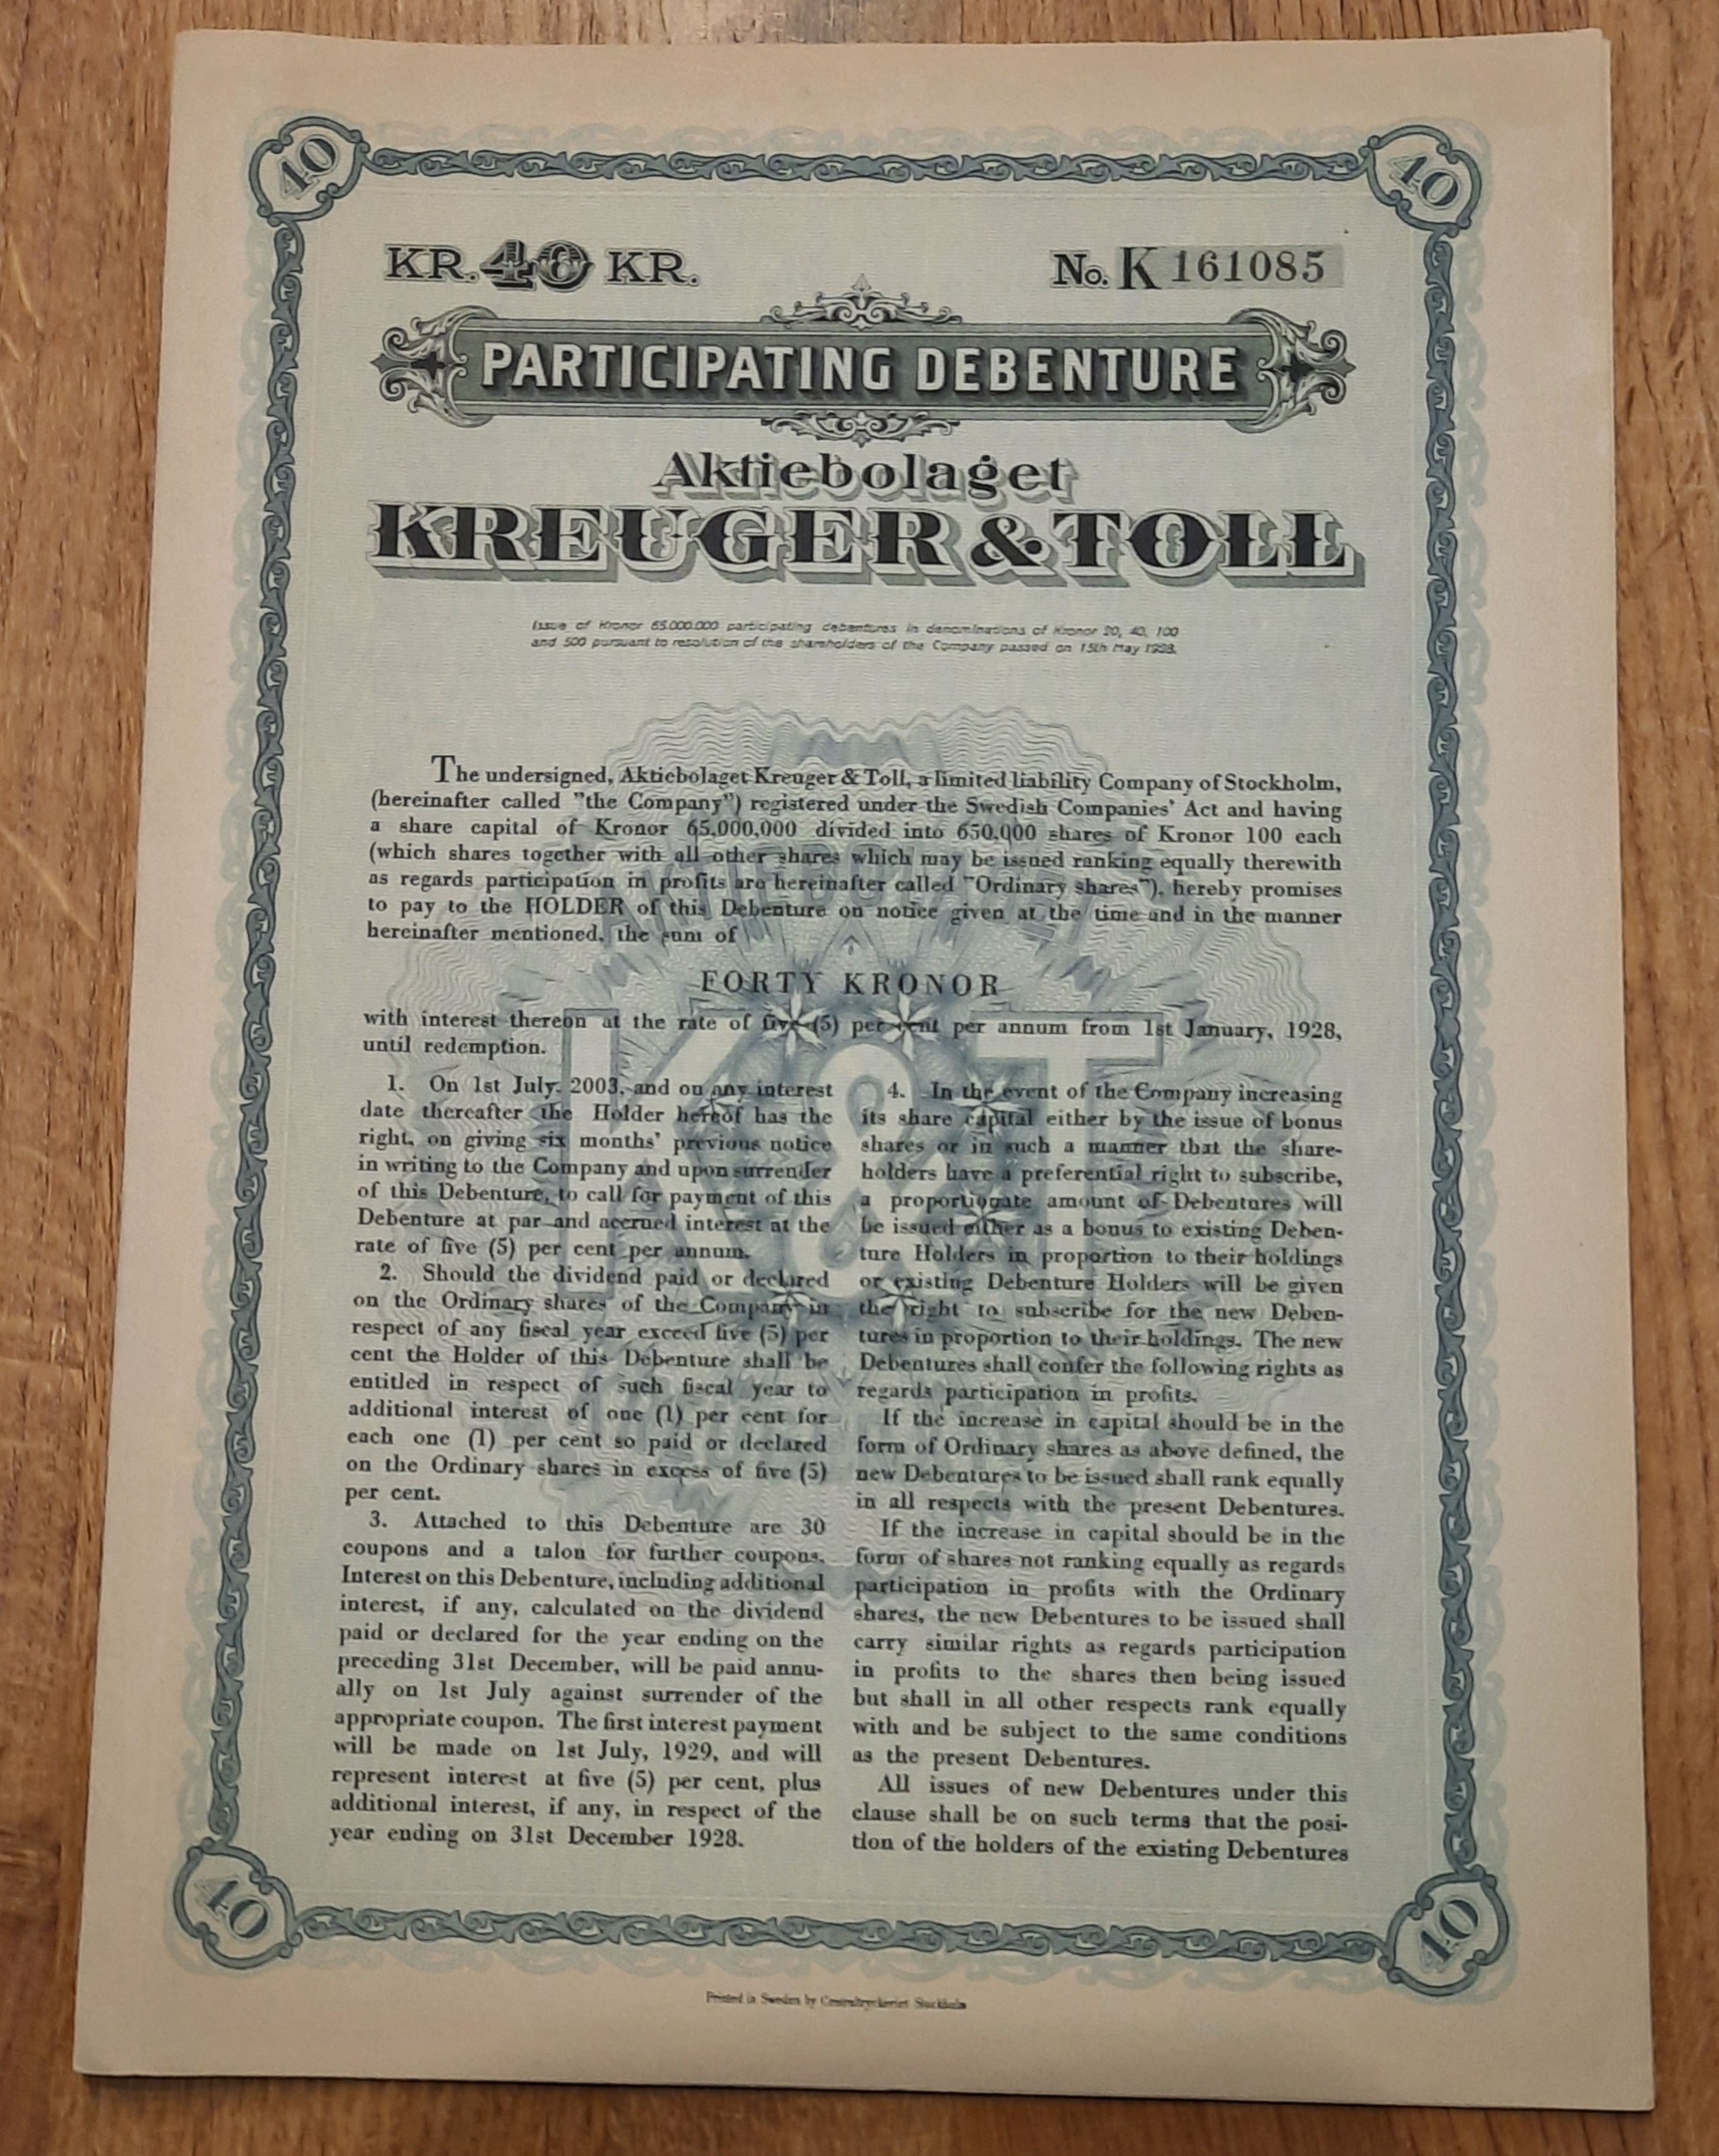 40
40
KR. 40 KR.
No. K 161085
PARTICIPATING DEBENTURE
Aktiebolaget
KREUGER & TOLL
Issue of Kronor 65.000.000 participating debentures in denominations of Kronor 20, 40, 100
and 500 pursuant to resolution of the shareholders of the Company passed on 15th May 1928.
The undersigned, Aktiebolaget Kreuger & Toll, a limited liability Company of Stockholm,
(hereinafter called "the Company") registered under the Swedish Companies' Act and having
a share capital of Kronor 65,000,000 divided into 650,000 shares of Kronor 100 each
(which shares together with all other shares which may be issued ranking equally therewith
as regards participation in profits are hereinafter called "Ordinary shares"), hereby promises
to pay to the HOLDER of this Debenture on notice given at the time and in the manner
hereinafter mentioned, the sum of
FORTY KRONOR
with interest thereon at the rate of five (5) per cent per annum from 1st January, 1928,
until redemption.
1. On 1st July, 2003, and on any interest
date thereafter the Holder hereof has the
right, on giving six months' previous notice
in writing to the Company and upon surrender
of this Debenture, to call for payment of this
Debenture at par and accrued interest at the
rate of five (5) per cent per annum.
2. Should the dividend paid or declared
on the Ordinary shares of the Company in
respect of any fiscal year exceed five (5) per
cent the Holder of this Debenture shall be
entitled in respect of such fiscal year to
additional interest of one (1) per cent for
each one (1) per cent so paid or declared
on the Ordinary shares in excess of five (5)
per cent.
3. Attached to this Debenture are 30
coupons and a talon for further coupons.
Interest on this Debenture, including additional
interest, if any, calculated on the dividend
paid or declared for the year ending on the
preceding 31st December, will be paid annu-
ally on 1st July against surrender of the
appropriate coupon. The first interest payment
will be made on 1st July, 1929, and will
represent interest at five (5) per cent, plus
additional interest, if any, in respect of the
year ending on 31st December 1928.
4. In the event of the Company increasing
its share capital either by the issue of bonus
shares or in such a manner that the share-
holders have a preferential right to subscribe,
a proportionate amount of Debentures will
be issued either as a bonus to existing Deben-
ture Holders in proportion to their holdings
or existing Debenture Holders will be given
the right to subscribe for the new Deben-
tures in proportion to their holdings. The new
Debentures shall confer the following rights as
regards participation in profits.
If the increase in capital should be in the
form of Ordinary shares as above defined, the
new Debentures to be issued shall rank equally
in all respects with the present Debentures.
If the increase in capital should be in the
form of shares not ranking equally as regards
participation in profits with the Ordinary
shares, the new Debentures to be issued shall
carry similar rights as regards participation
in profits to the shares then being issued
but shall in all other respects rank equally
with and be subject to the same conditions
as the present Debentures.
All issues of new Debentures under this
clause shall be on such terms that the posi-
tion of the holders of the existing Debentures
K&T
40
40
Printed in Sweden by Centraltryckeriet Stockholm